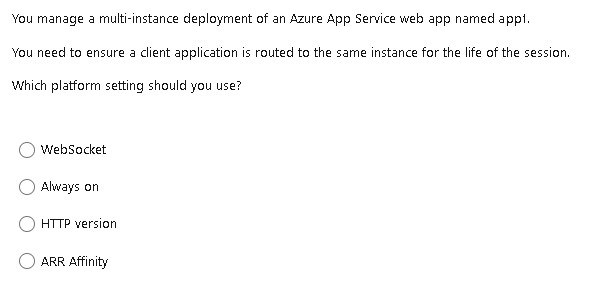 You manage a multi-instance deployment of an Azure App Service web app named app1.
You need to ensure a client application is routed to the same instance for the life of the session.
Which platform setting should you use?
WebSocket
Always on
HTTP version
ARR Affinity